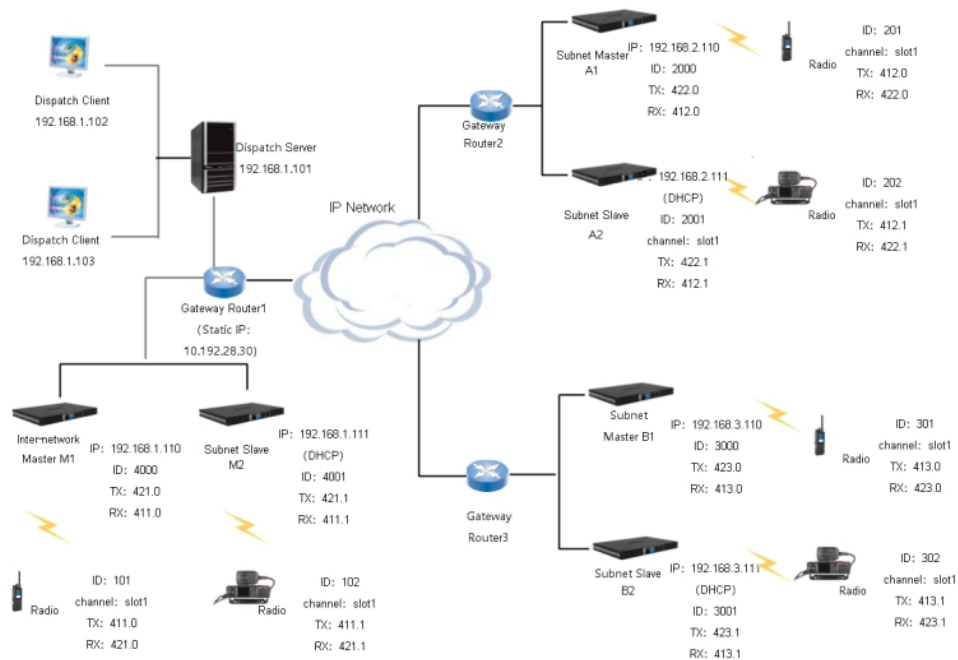 Dispatch Client
192.168.1.102
Dispatch Server
192.168.1.101
Dispatch Client
192.168.1.103
Gateway Router1
(Static IP:
10.192.28.30)
IP Network
Gateway
Router2
Subnet Master
A1
IP: 192.168.2.110
ID: 2000
TX: 422.0
RX: 412.0
Radio
ID: 201
channel: slot1
TX: 412.0
RX: 422.0
Subnet Slave
A2
IP: 192.168.2.111
(DHCP)
ID: 2001
channel: slot1
TX: 422.1
RX: 412.1
Radio
ID: 202
channel: slot1
TX: 412.1
RX: 422.1
Inter-network
Master M1
IP: 192.168.1.110
ID: 4000
TX: 421.0
RX: 411.0
Subnet Slave
M2
IP: 192.168.1.111
(DHCP)
ID: 4001
TX: 421.1
RX: 411.1
Radio
ID: 101
channel: slot1
TX: 411.0
RX: 421.0
Radio
ID: 102
channel: slot1
TX: 411.1
RX: 421.1
Gateway
Router3
Subnet
Master B1
IP: 192.168.3.110
ID: 3000
TX: 423.0
RX: 413.0
Radio
ID: 301
channel: slot1
TX: 413.0
RX: 423.0
Subnet Slave
B2
IP: 192.168.3.111
(DHCP)
ID: 3001
TX: 423.1
RX: 413.1
Radio
ID: 302
channel: slot1
TX: 413.1
RX: 423.1